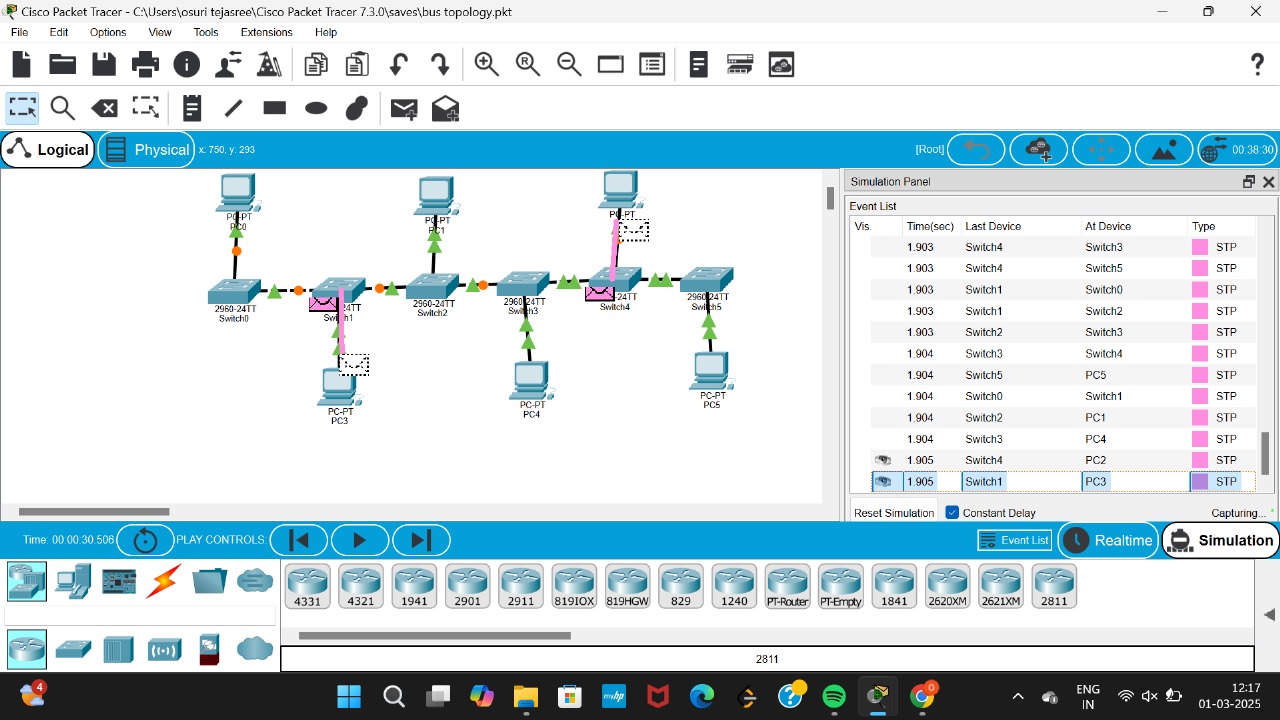 Cisco Packet Tracer - C:\Users\osuri tejasree\Cisco Packet Tracer 7.3.0\saves\bus topology.pkt
File Edit Options View Tools Extensions Help
Logical Physical x: 750, y: 293 [Root] 00:38:30
Simulation Panel
Event List
Vis. Time(sec) Last Device At Device Type
1.903 Switch4 Switch3 STP
1.903 Switch4 Switch5 STP
1.903 Switch1 Switch0 STP
1.903 Switch1 Switch2 STP
1.903 Switch2 Switch3 STP
1.904 Switch3 Switch4 STP
1.904 Switch5 PC5 STP
1.904 Switch0 Switch1 STP
1.904 Switch2 PC1 STP
1.904 Switch3 PC4 STP
1.905 Switch4 PC2 STP
1.905 Switch1 PC3 STP
Reset Simulation Constant Delay Capturing...
PC-PT
PC0
PC-PT
PC1
PC-PT
2960-24TT
Switch0
24TT
Switch1
2960-24TT
Switch2
2960-24TT
Switch3
-24TT
Switch4
2960-24TT
Switch5
PC-PT
PC3
PC-PT
PC4
PC-PT
PC5
Time: 00:00:30.506 PLAY CONTROLS: Event List Realtime Simulation
4331 4321 1941 2901 2911 819IOX 819HGW 829 1240 PT-Router PT-Empty 1841 2620XM 2621XM 2811
2811
4
myhp
0
ENG
IN
12:17
01-03-2025